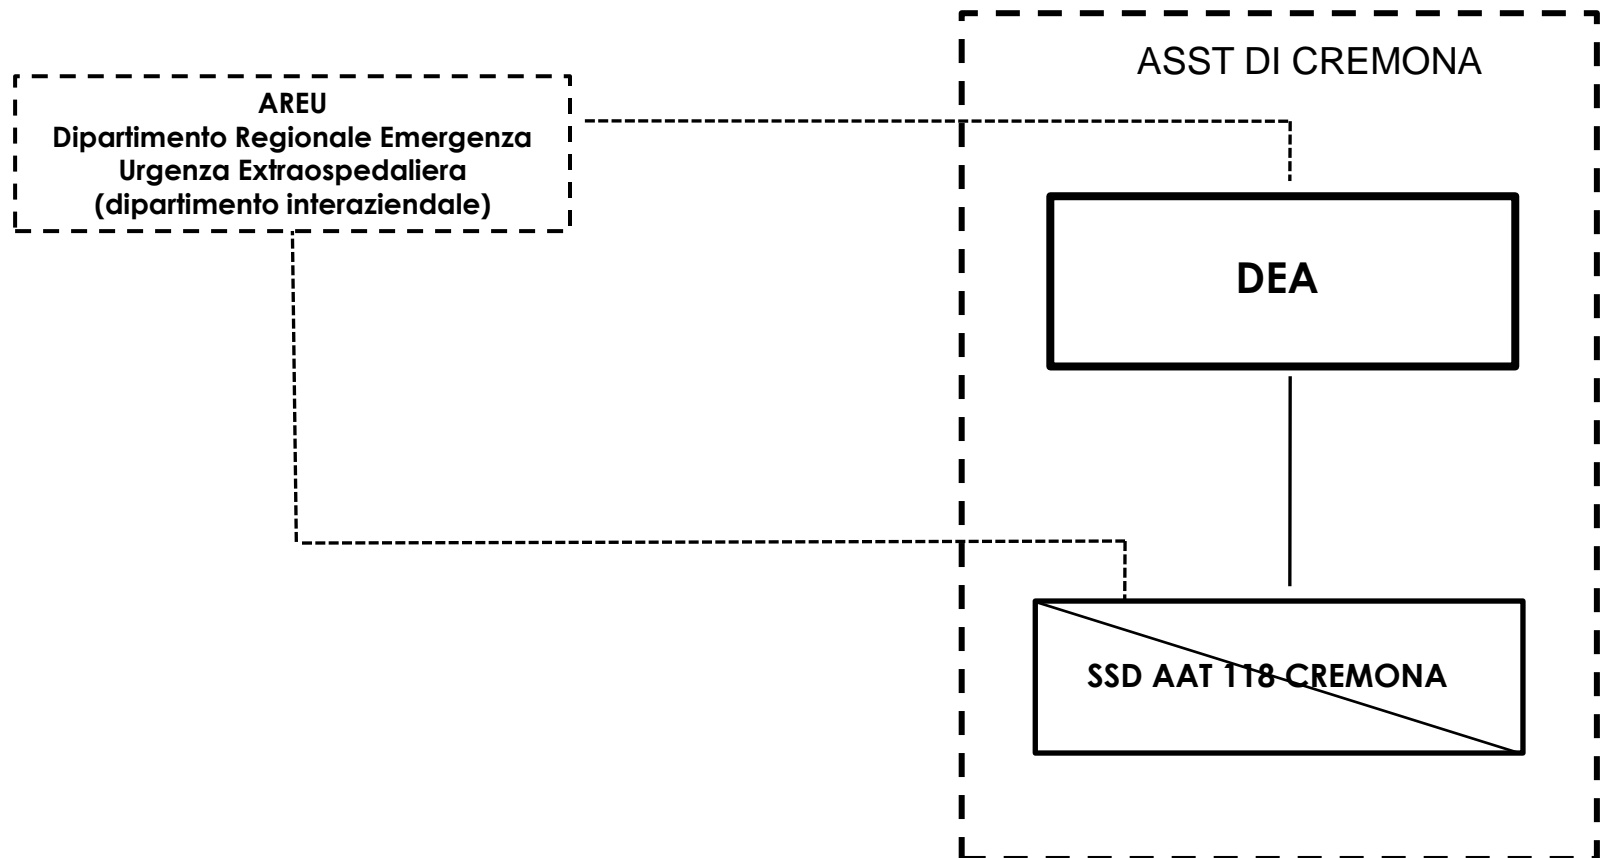 ASST DI CREMONA
AREU
Dipartimento Regionale Emergenza
Urgenza Extraospedaliera
(dipartimento interaziendale)
DEA
SSD AAT 118 CREMONA